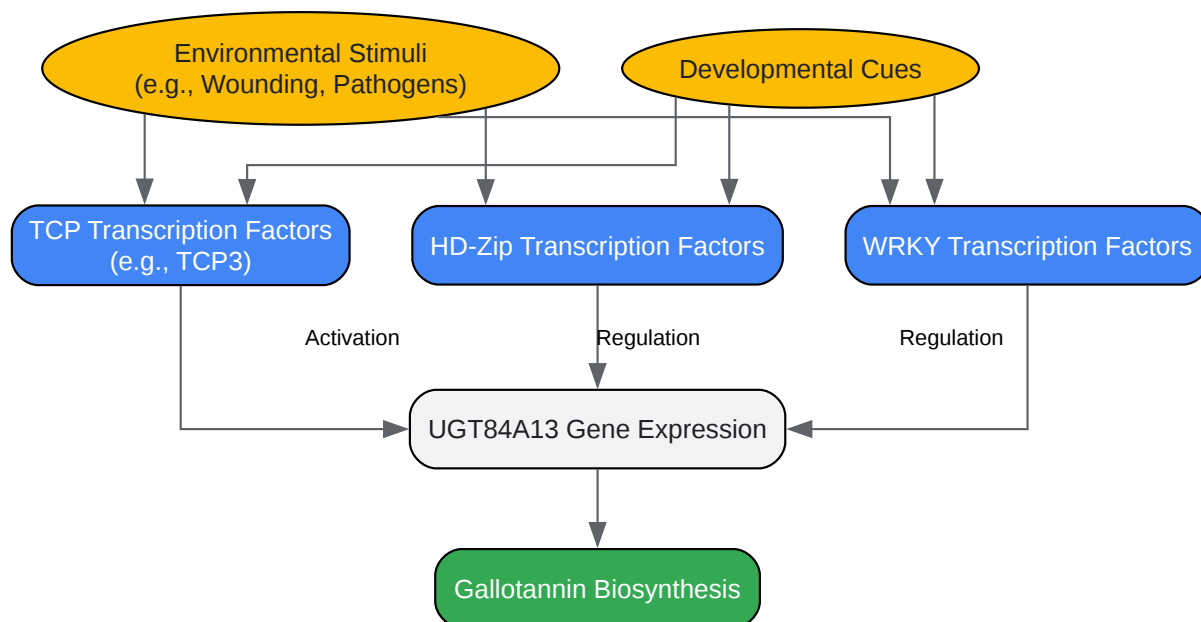 Environmental Stimuli
(e.g., Wounding, Pathogens)
Developmental Cues
TCP Transcription Factors
(e.g., TCP3)
HD-Zip Transcription Factors
WRKY Transcription Factors
Activation
Regulation
Regulation
UGT84A13 Gene Expression
Gallotannin Biosynthesis